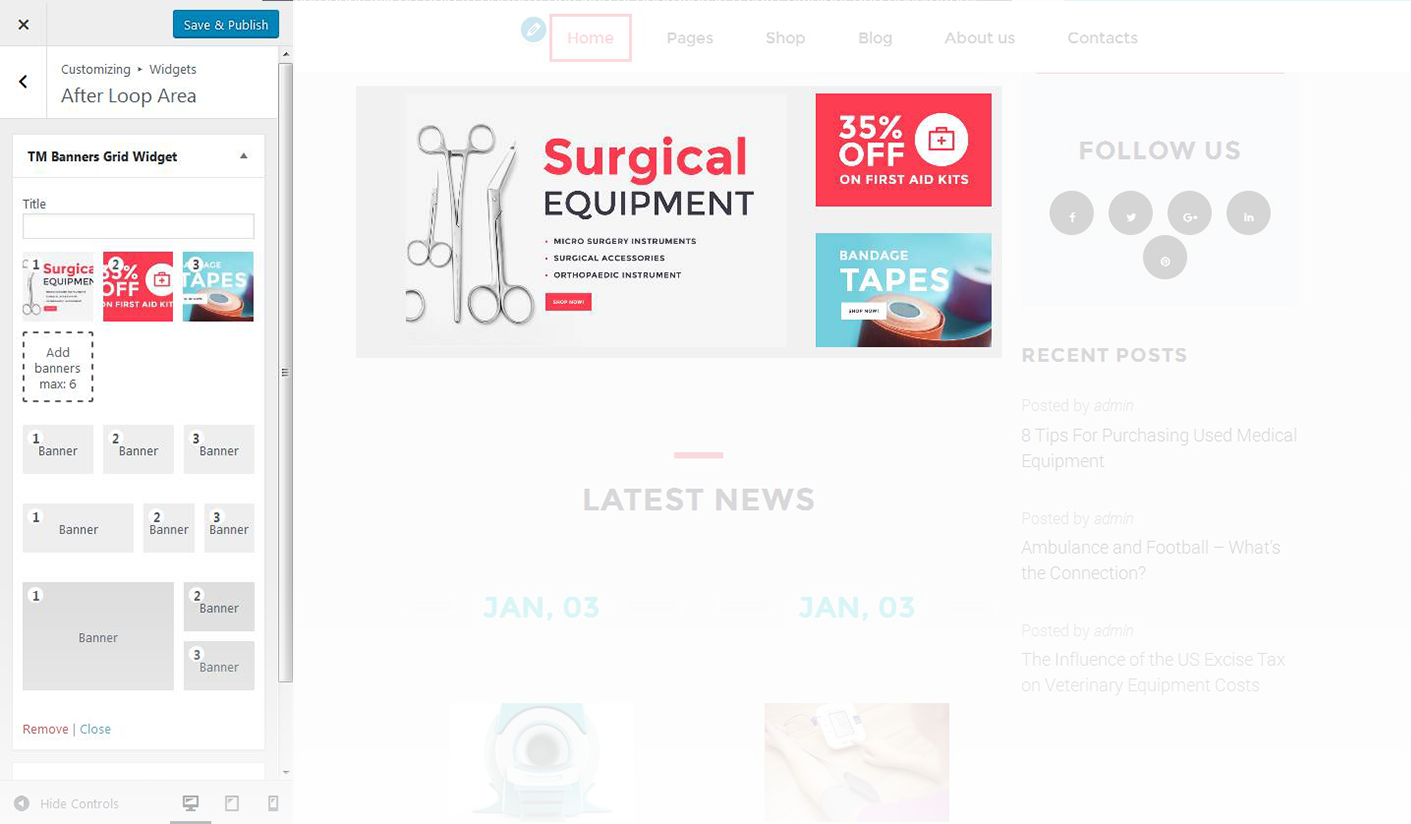 Save & Publish
Customizing ▸ Widgets
After Loop Area
TM Banners Grid Widget
Title
1
Surgica
EQUIPMEN
2
35%
OFF
ON FIRST AID KIT
3
AGE
TAPES
Add
banners
max: 6
1
Banner
2
Banner
3
Banner
1
Banner
2
Banner
3
Banner
1
Banner
2
Banner
3
Banner
Remove | Close
Hide Controls
Home
Pages
Shop
Blog
About us
Contacts
Surgical
EQUIPMENT
• MICRO SURGERY INSTRUMENTS
• SURGICAL ACCESSORIES
• ORTHOPAEDIC INSTRUMENT
SHOP NOW!
35%
OFF
ON FIRST AID KITS
BANDAGE
TAPES
SHOP NOW!
LATEST NEWS
JAN, 03
JAN, 03
FOLLOW US
RECENT POSTS
Posted by admin
8 Tips For Purchasing Used Medical
Equipment
Posted by admin
Ambulance and Football – What’s
the Connection?
Posted by admin
The Influence of the US Excise Tax
on Veterinary Equipment Costs